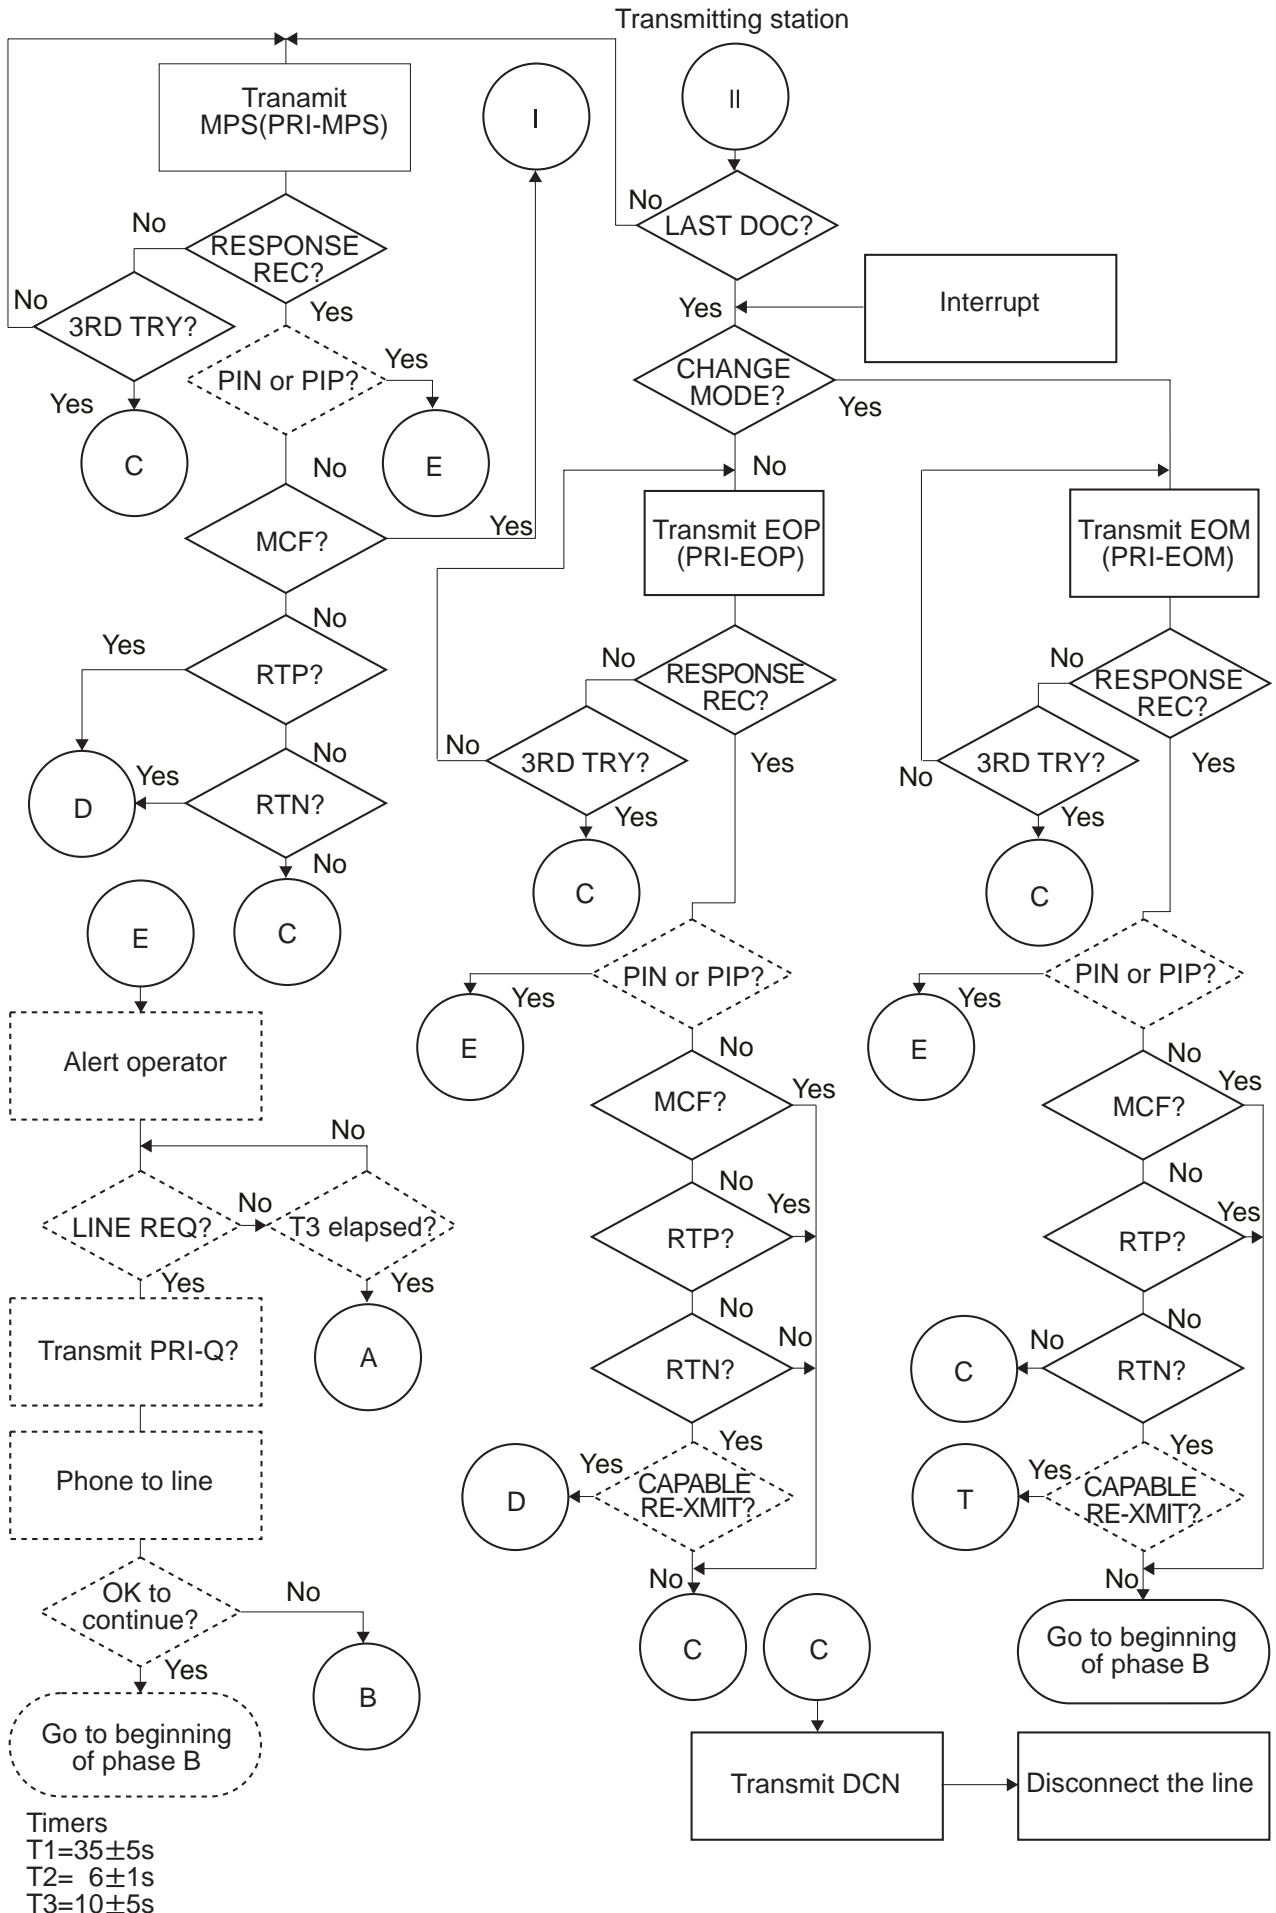 Transmitting station
Tranamit
MPS(PRI-MPS)
I
II
No
LAST DOC?
No
RESPONSE
REC?
Interrupt
No
3RD TRY?
Yes
Yes
PIN or PIP?
Yes
CHANGE
MODE?
Yes
Yes
C
E
No
No
MCF?
Yes
Transmit EOP
(PRI-EOP)
Transmit EOM
(PRI-EOM)
No
Yes
RTP?
No
RESPONSE
REC?
No
RESPONSE
REC?
No
Yes
D
RTN?
No
3RD TRY?
Yes
No
3RD TRY?
Yes
Yes
Yes
No
C
C
C
E
PIN or PIP?
Yes
PIN or PIP?
Yes
Alert operator
E
No
E
No
MCF?
Yes
MCF?
Yes
No
No
No
LINE REQ?
No
T3 elapsed?
Yes
RTP?
Yes
RTP?
Yes
Yes
No
No
Transmit PRI-Q?
A
RTN?
No
C
No
RTN?
Yes
Yes
Phone to line
D
Yes
CAPABLE
RE-XMIT?
T
Yes
CAPABLE
RE-XMIT?
No
No
OK to
continue?
No
Yes
B
C
C
Go to beginning
of phase B
Go to beginning
of phase B
Transmit DCN
Disconnect the line
Timers
T1=35±5s
T2= 6±1s
T3=10±5s